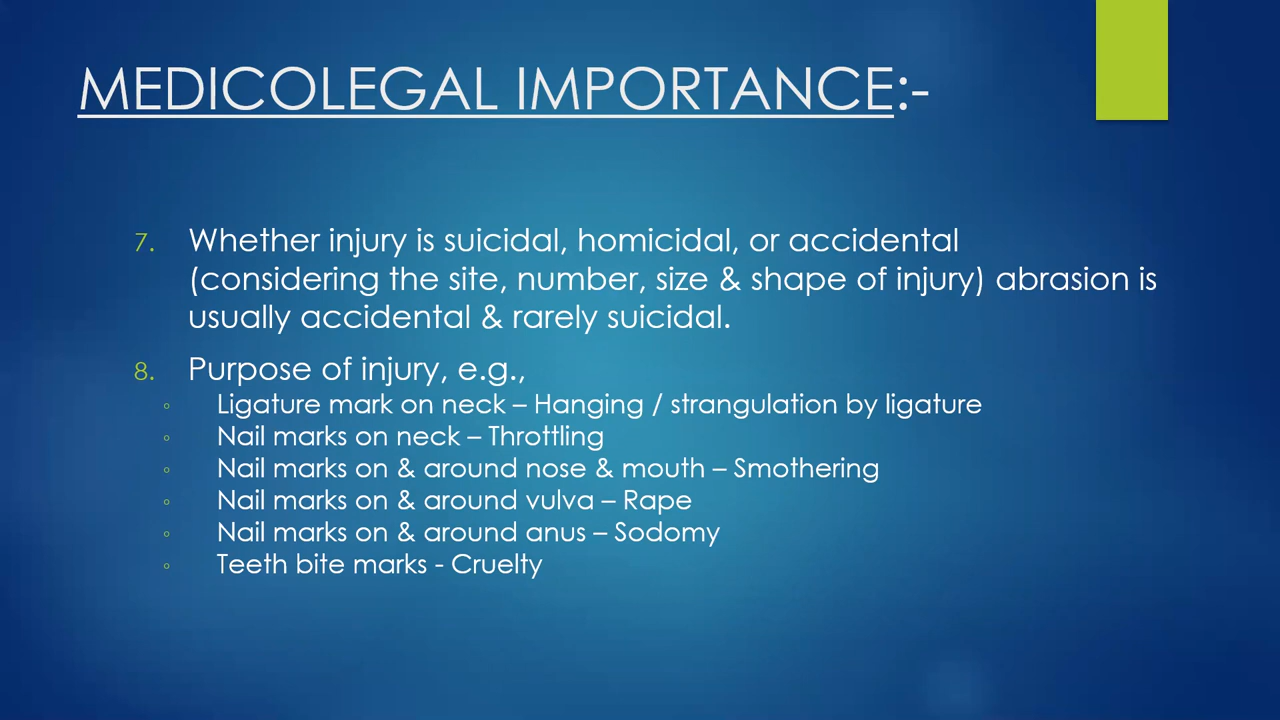 MEDICOLEGAL IMPORTANCE:-
7. Whether injury is suicidal, homicidal, or accidental
(considering the site, number, size & shape of injury) abrasion is
usually accidental & rarely suicidal.
8. Purpose of injury, e.g.,
◦ Ligature mark on neck – Hanging / strangulation by ligature
◦ Nail marks on neck – Throttling
◦ Nail marks on & around nose & mouth – Smothering
◦ Nail marks on & around vulva – Rape
◦ Nail marks on & around anus – Sodomy
◦ Teeth bite marks - Cruelty